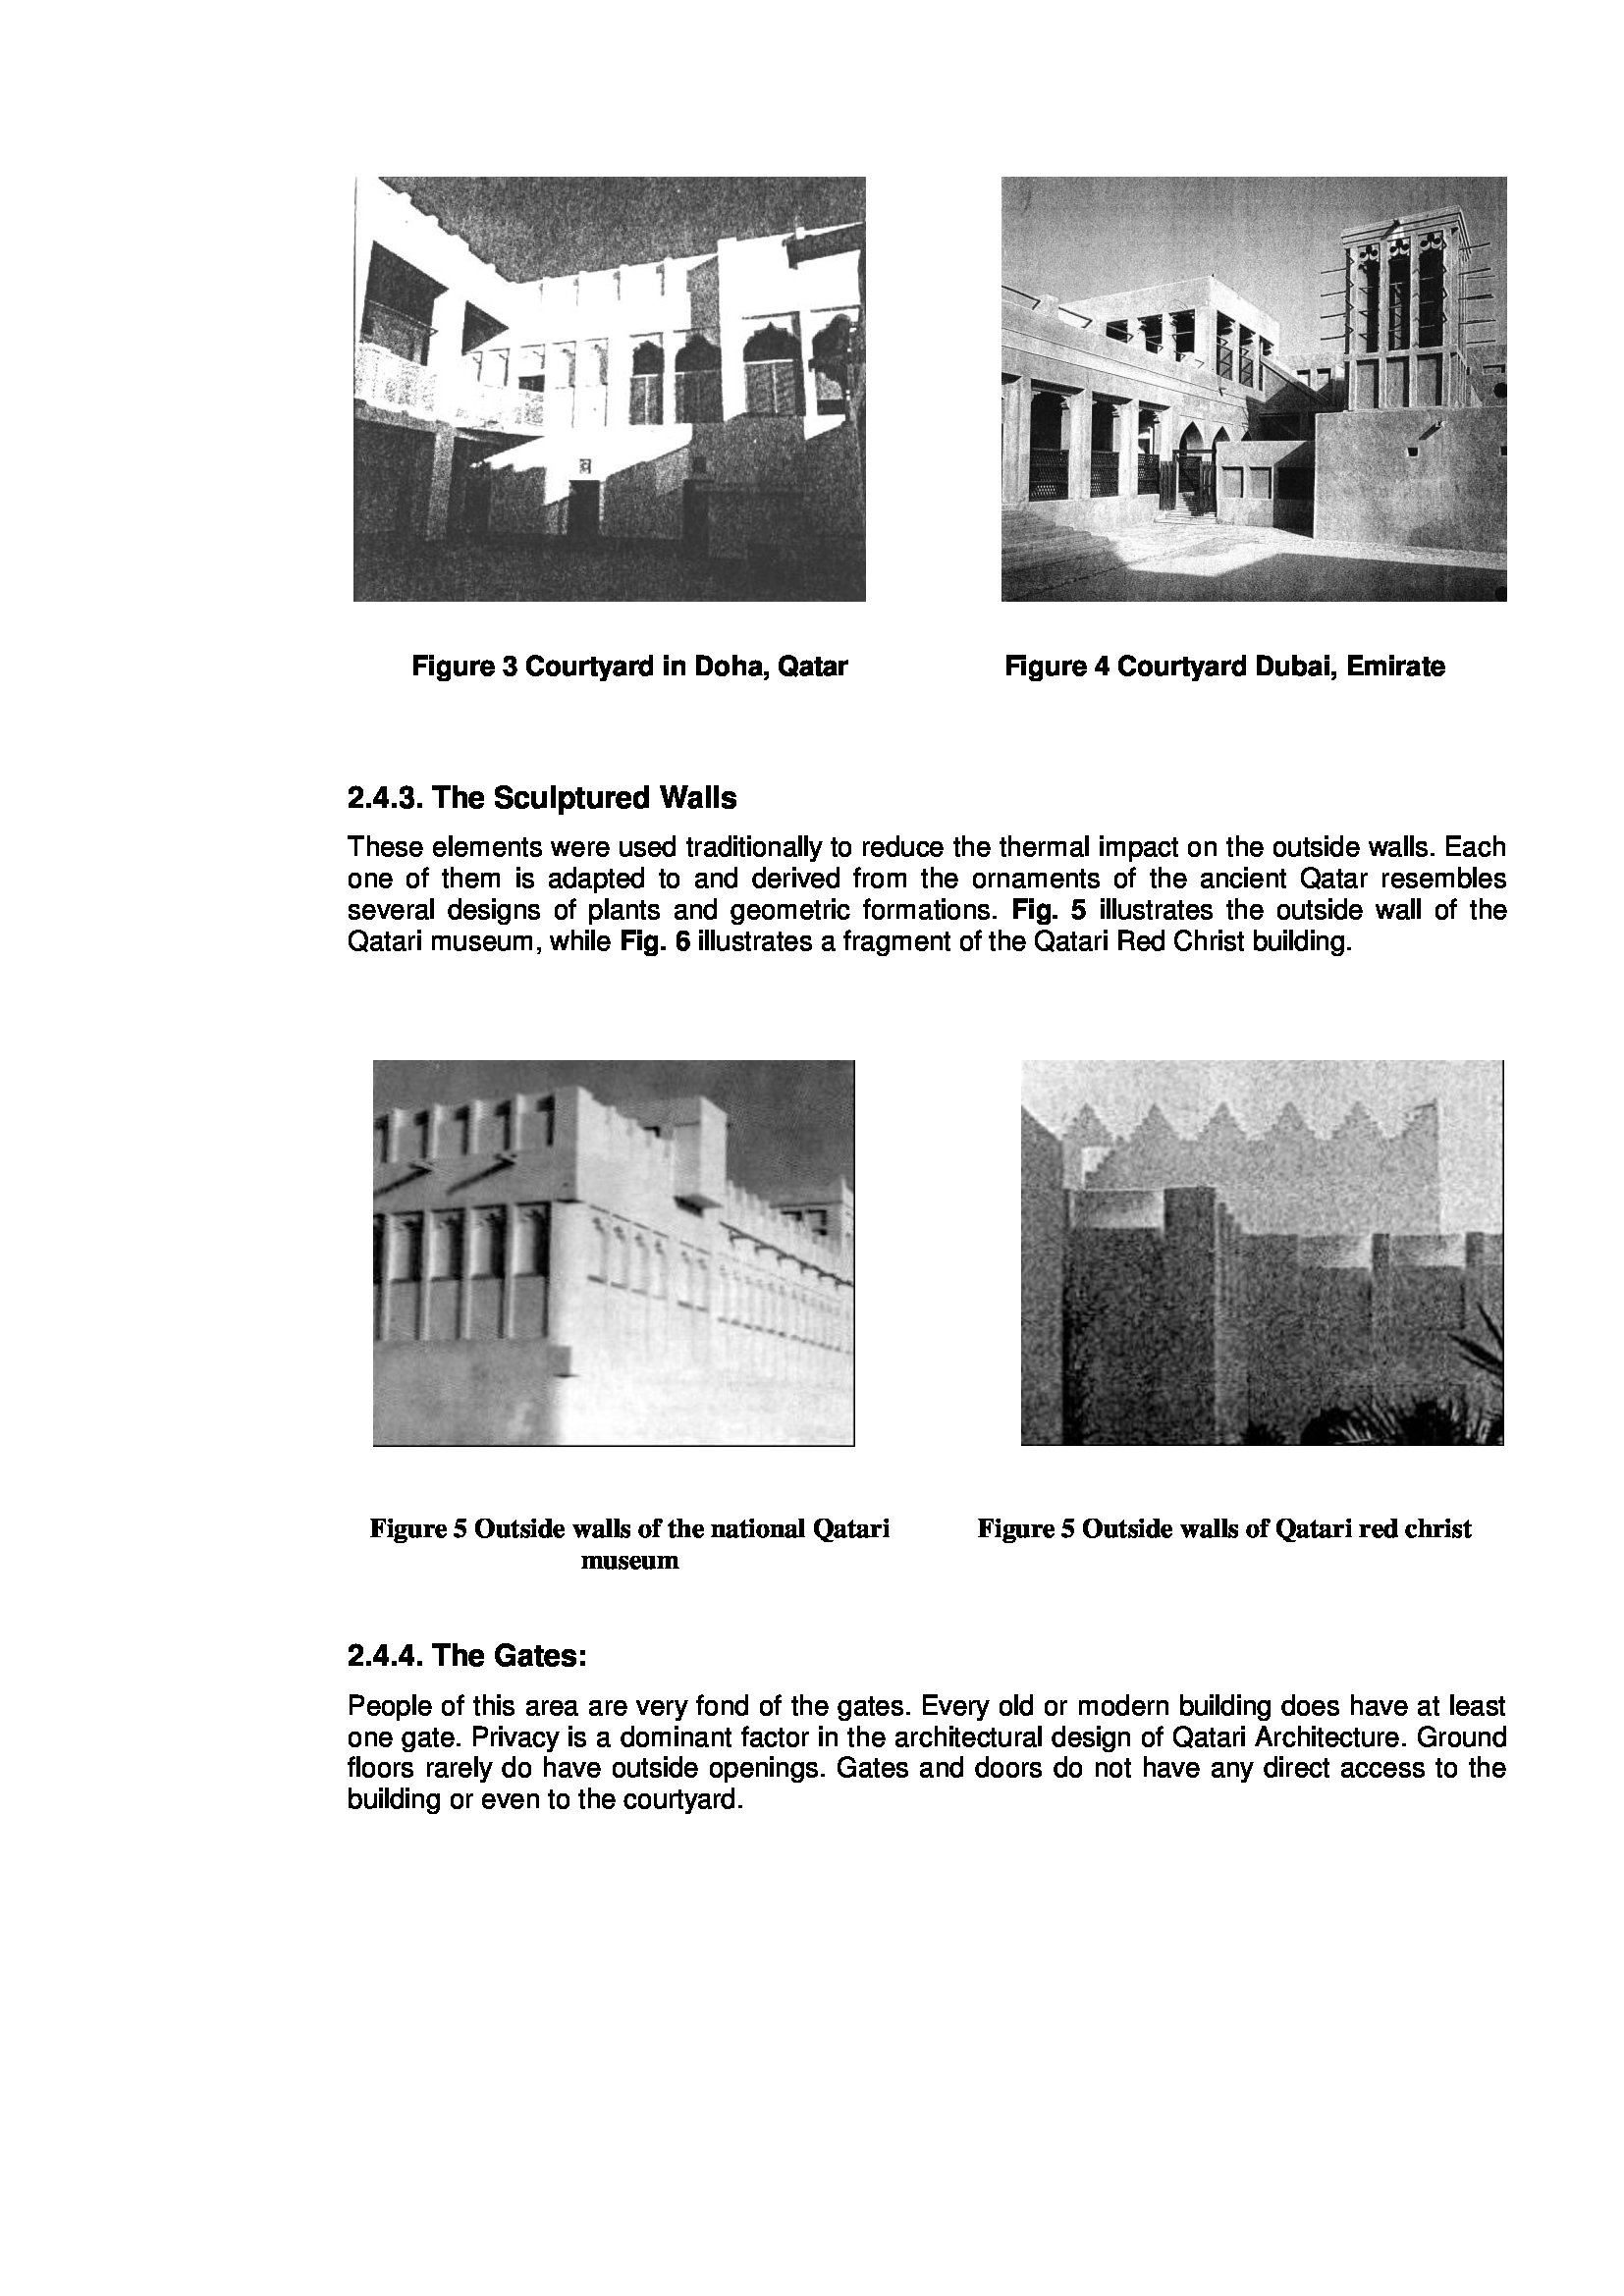 Figure 3 Courtyard in Doha, Qatar
Figure 4 Courtyard Dubai, Emirate
2.4.3. The Sculptured Walls
These elements were used traditionally to reduce the thermal impact on the outside walls. Each
one of them is adapted to and derived from the ornaments of the ancient Qatar resembles
several designs of plants and geometric formations. Fig. 5 illustrates the outside wall of the
Qatari museum, while Fig. 6 illustrates a fragment of the Qatari Red Christ building.
Figure 5 Outside walls of the national Qatari
museum
Figure 5 Outside walls of Qatari red christ
2.4.4. The Gates:
People of this area are very fond of the gates. Every old or modern building does have at least
one gate. Privacy is a dominant factor in the architectural design of Qatari Architecture. Ground
floors rarely do have outside openings. Gates and doors do not have any direct access to the
building or even to the courtyard.